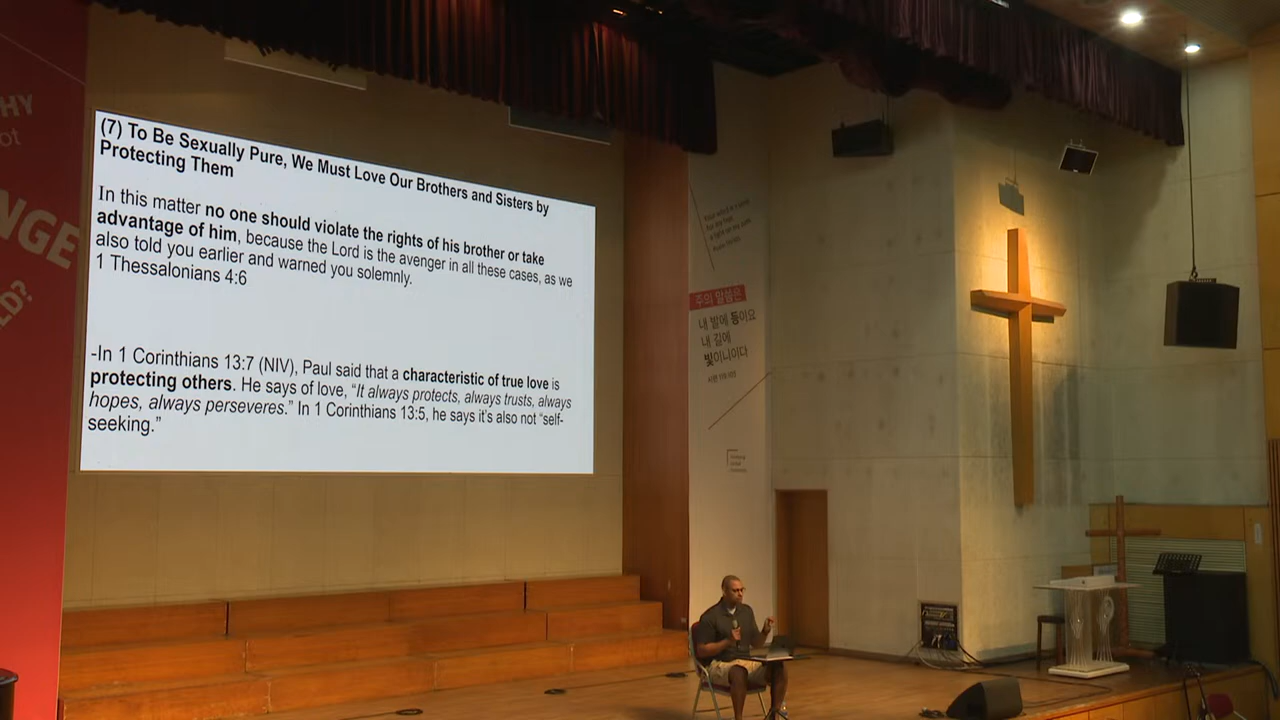 HY
ot
NGE
LD?
(7) To Be Sexually Pure, We Must Love Our Brothers and Sisters by
Protecting Them
In this matter no one should violate the rights of his brother or take
advantage of him, because the Lord is the avenger in all these cases, as we
also told you earlier and warned you solemnly.
1 Thessalonians 4:6
-In 1 Corinthians 13:7 (NIV), Paul said that a characteristic of true love is
protecting others. He says of love, “It always protects, always trusts, always
hopes, always perseveres.” In 1 Corinthians 13:5, he says it’s also not “self-
seeking.”
주의 말씀은
내 발에 등이요
내 길에
빛이니이다